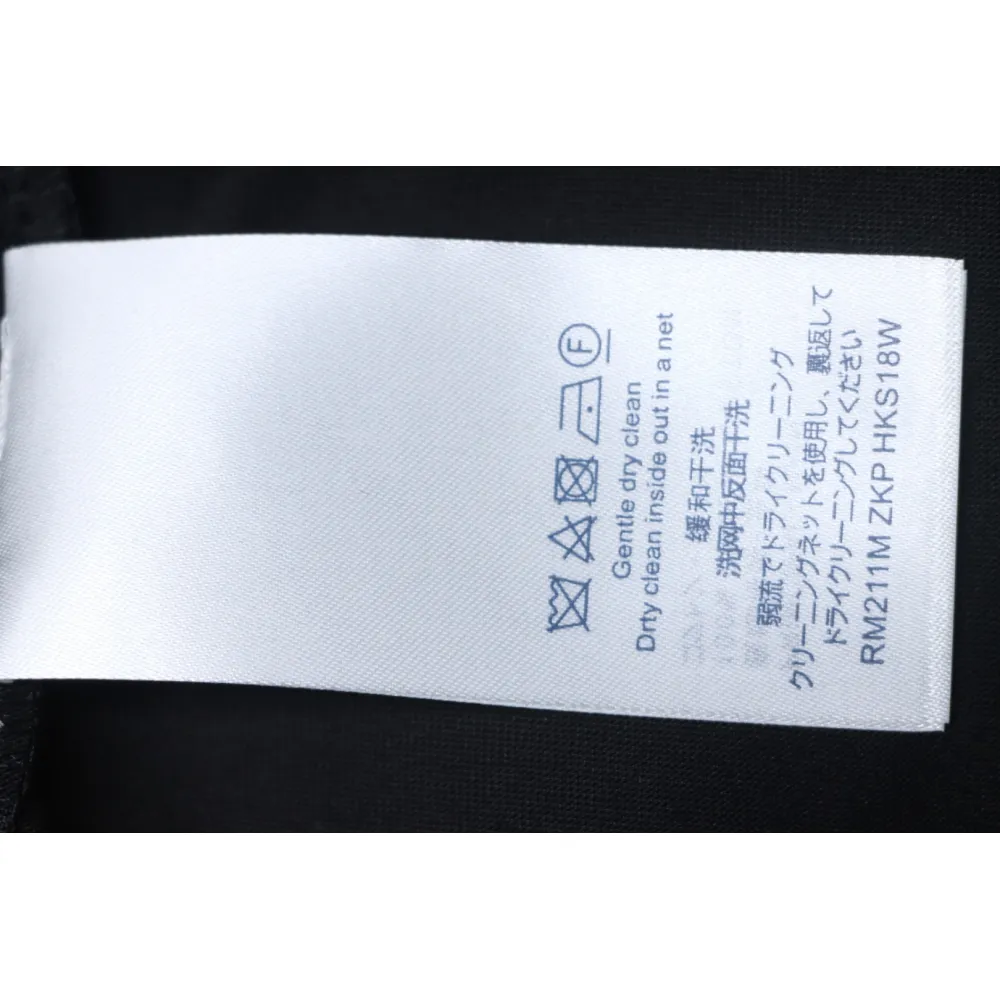 F
Gentle dry clean
Drty clean inside out in a net
缓和干洗
洗网中反面干洗
弱流でドライクリーニング
クリーニングネットを使用し、裏返して
ドライクリーニングしてください
RM211M ZKP HKS18W